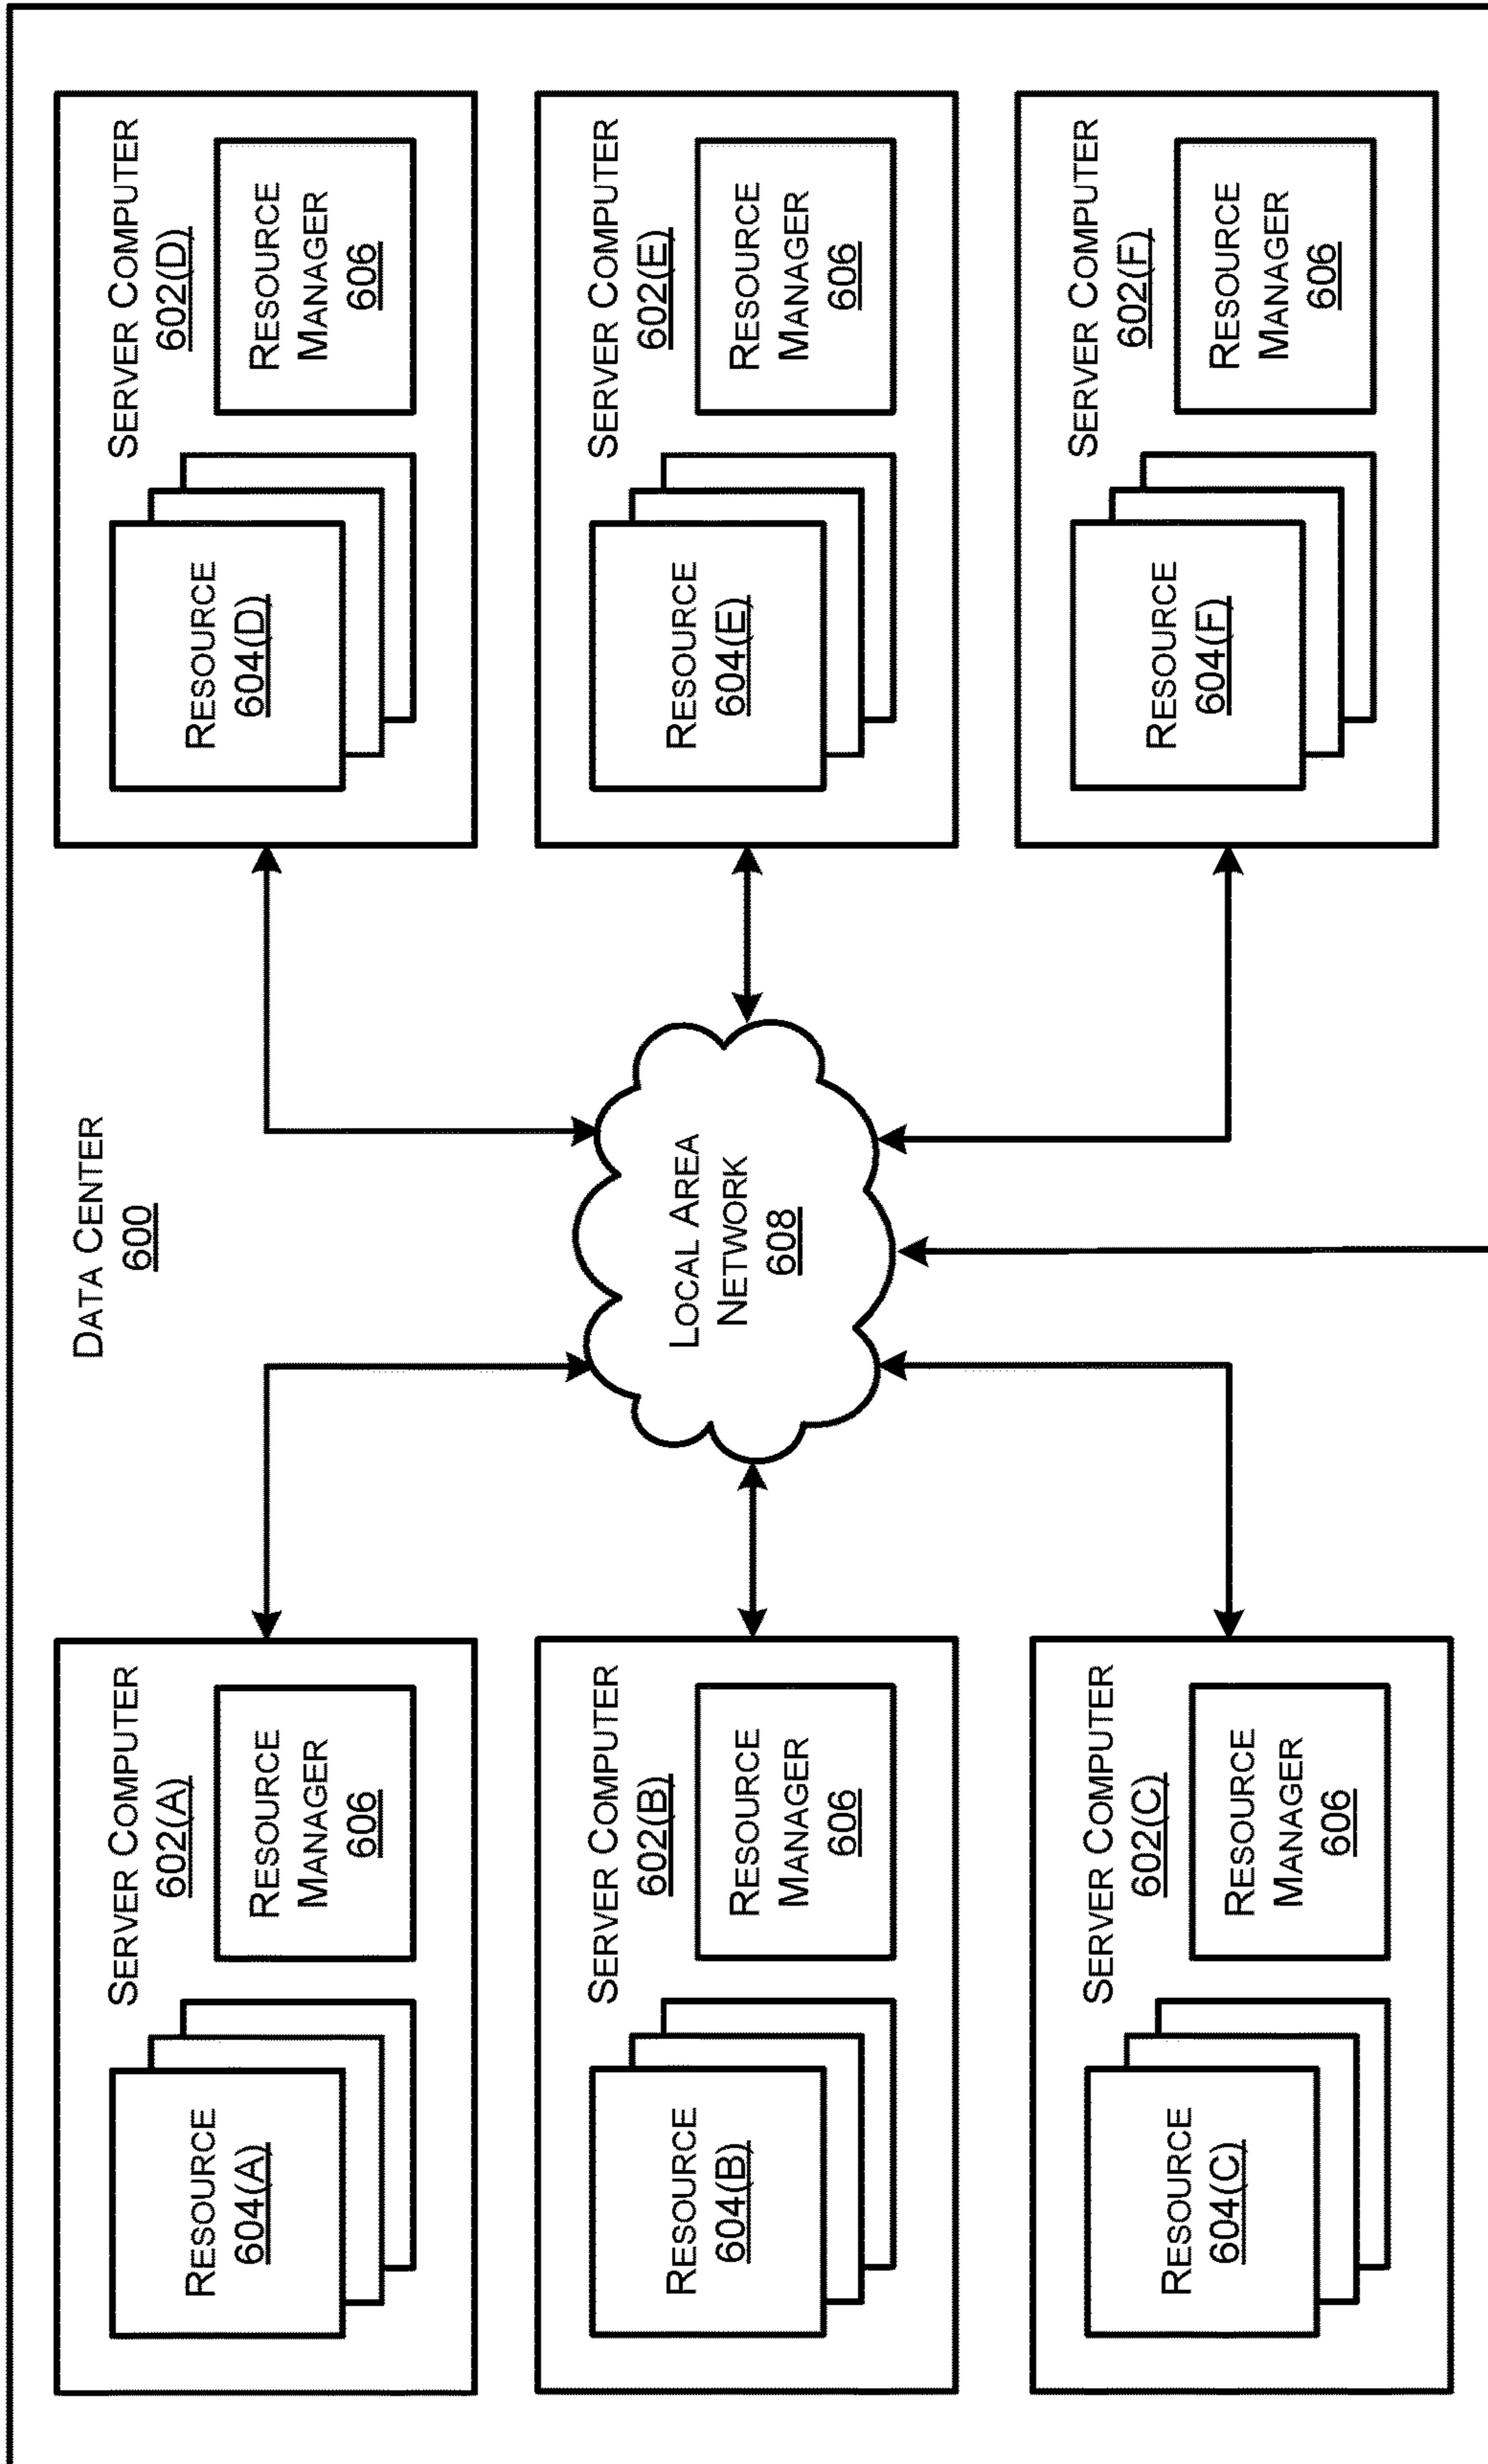 DATA CENTER
600
SERVER COMPUTER
602(A)
RESOURCE
604(A)
RESOURCE
MANAGER
606
SERVER COMPUTER
602(D)
RESOURCE
604(D)
RESOURCE
MANAGER
606
SERVER COMPUTER
602(B)
RESOURCE
604(B)
RESOURCE
MANAGER
606
LOCAL AREA
NETWORK
608
SERVER COMPUTER
602(E)
RESOURCE
604(E)
RESOURCE
MANAGER
606
SERVER COMPUTER
602(C)
RESOURCE
604(C)
RESOURCE
MANAGER
606
SERVER COMPUTER
602(F)
RESOURCE
604(F)
RESOURCE
MANAGER
606